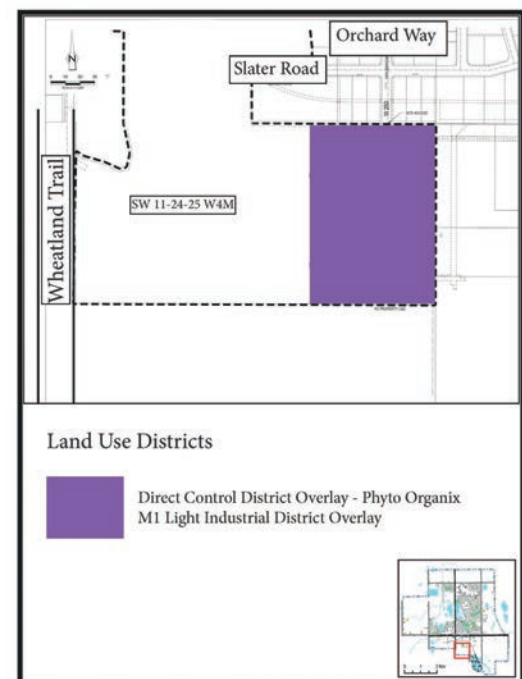 Orchard Way
Slater Road
N
SW 11-24-25 W4M
Wheatland Trail
Land Use Districts
Direct Control District Overlay - Phyto Organix
M1 Light Industrial District Overlay